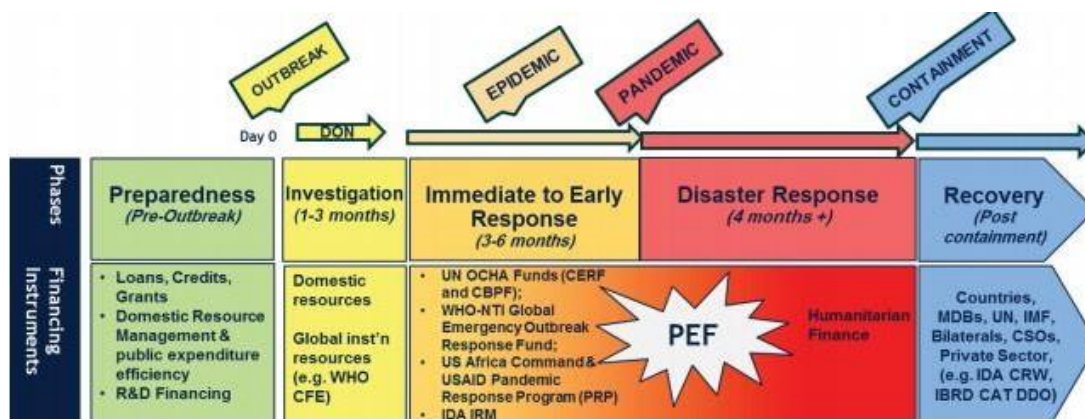 OUTBREAK
EPIDEMIC
PANDEMIC
CONTAINMENT
Day 0
DON
Phases
Preparedness
(Pre-Outbreak)
Investigation
(1-3 months)
Immediate to Early
Response
(3-6 months)
Disaster Response
(4 months +)
Recovery
(Post
containment)
Financing
Instruments
• Loans, Credits,
Grants
• Domestic Resource
Management &
public expenditure
efficiency
• R&D Financing
Domestic
resources
Global inst'n
resources
(e.g. WHO
CFE)
• UN OCHA Funds (CERF
and CBPF);
• WHO-NTI Global
Emergency Outbreak
Response Fund;
• US Africa Command &
USAID Pandemic
Response Program (PRP)
• IDA IRM
PEF
Humanitarian
Finance
Countries,
MDBs, UN, IMF,
Bilaterals, CSOs,
Private Sector,
(e.g. IDA CRW,
IBRD CAT DDO)